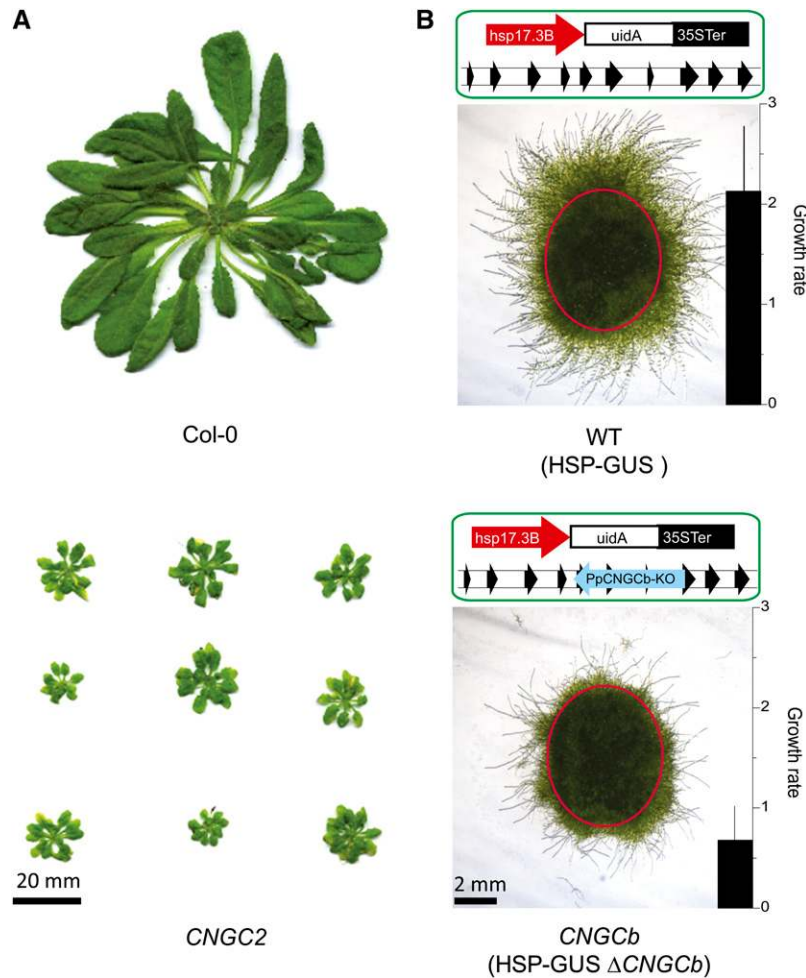 A
Col-0
20 mm
CNGC2
B
hsp17.3B uidA 35STer
3
2
1
0
Growth rate
WT
(HSP-GUS )
hsp17.3B uidA 35STer
PpCNGCb-KO
3
2
1
0
Growth rate
2 mm
CNGCb
(HSP-GUS ΔCNGCb)